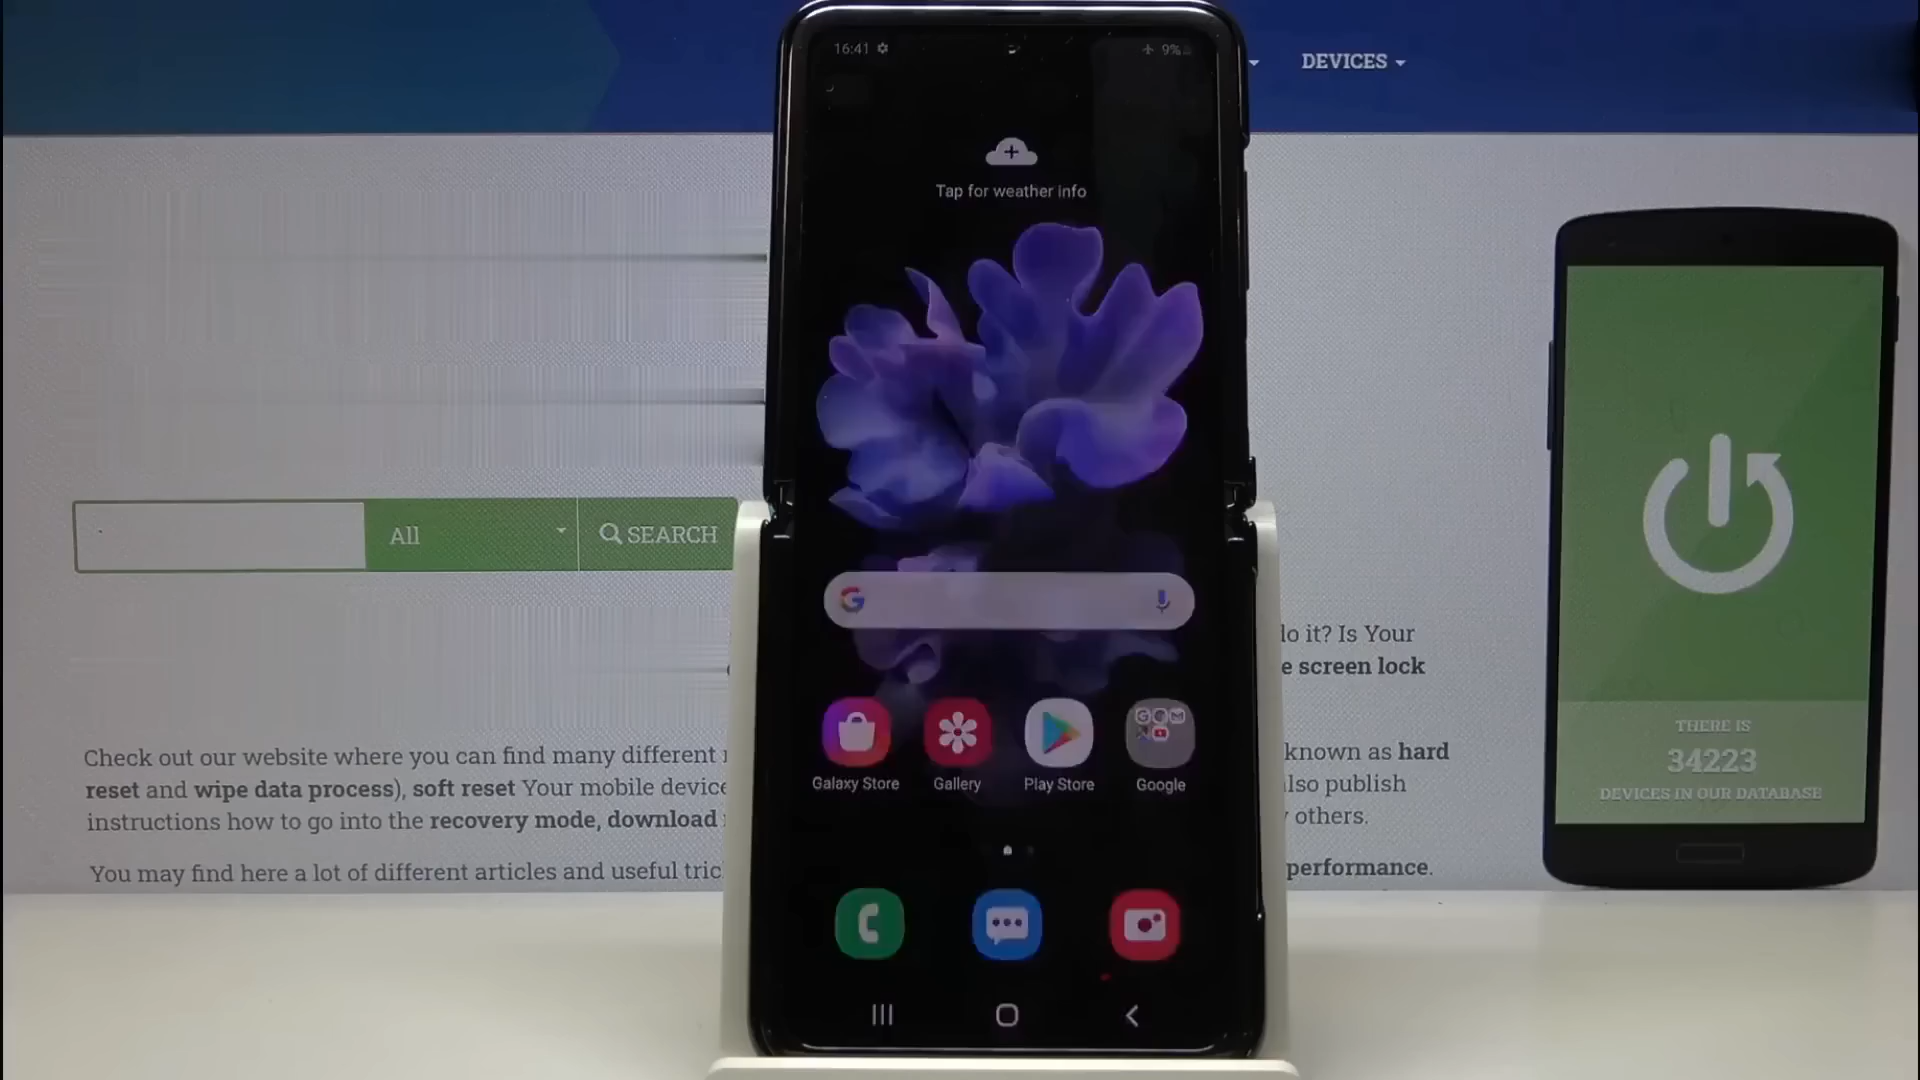 16:41
9%
DEVICES
Tap for weather info
All
SEARCH
do it? Is Your
screen lock
Galaxy Store
Gallery
Play Store
Google
THERE IS
34223
DEVICES IN OUR DATABASE
Check out our website where you can find many different
known as hard
reset and wipe data process), soft reset Your mobile device
also publish
instructions how to go into the recovery mode, download
others.
You may find here a lot of different articles and useful tric
performance.